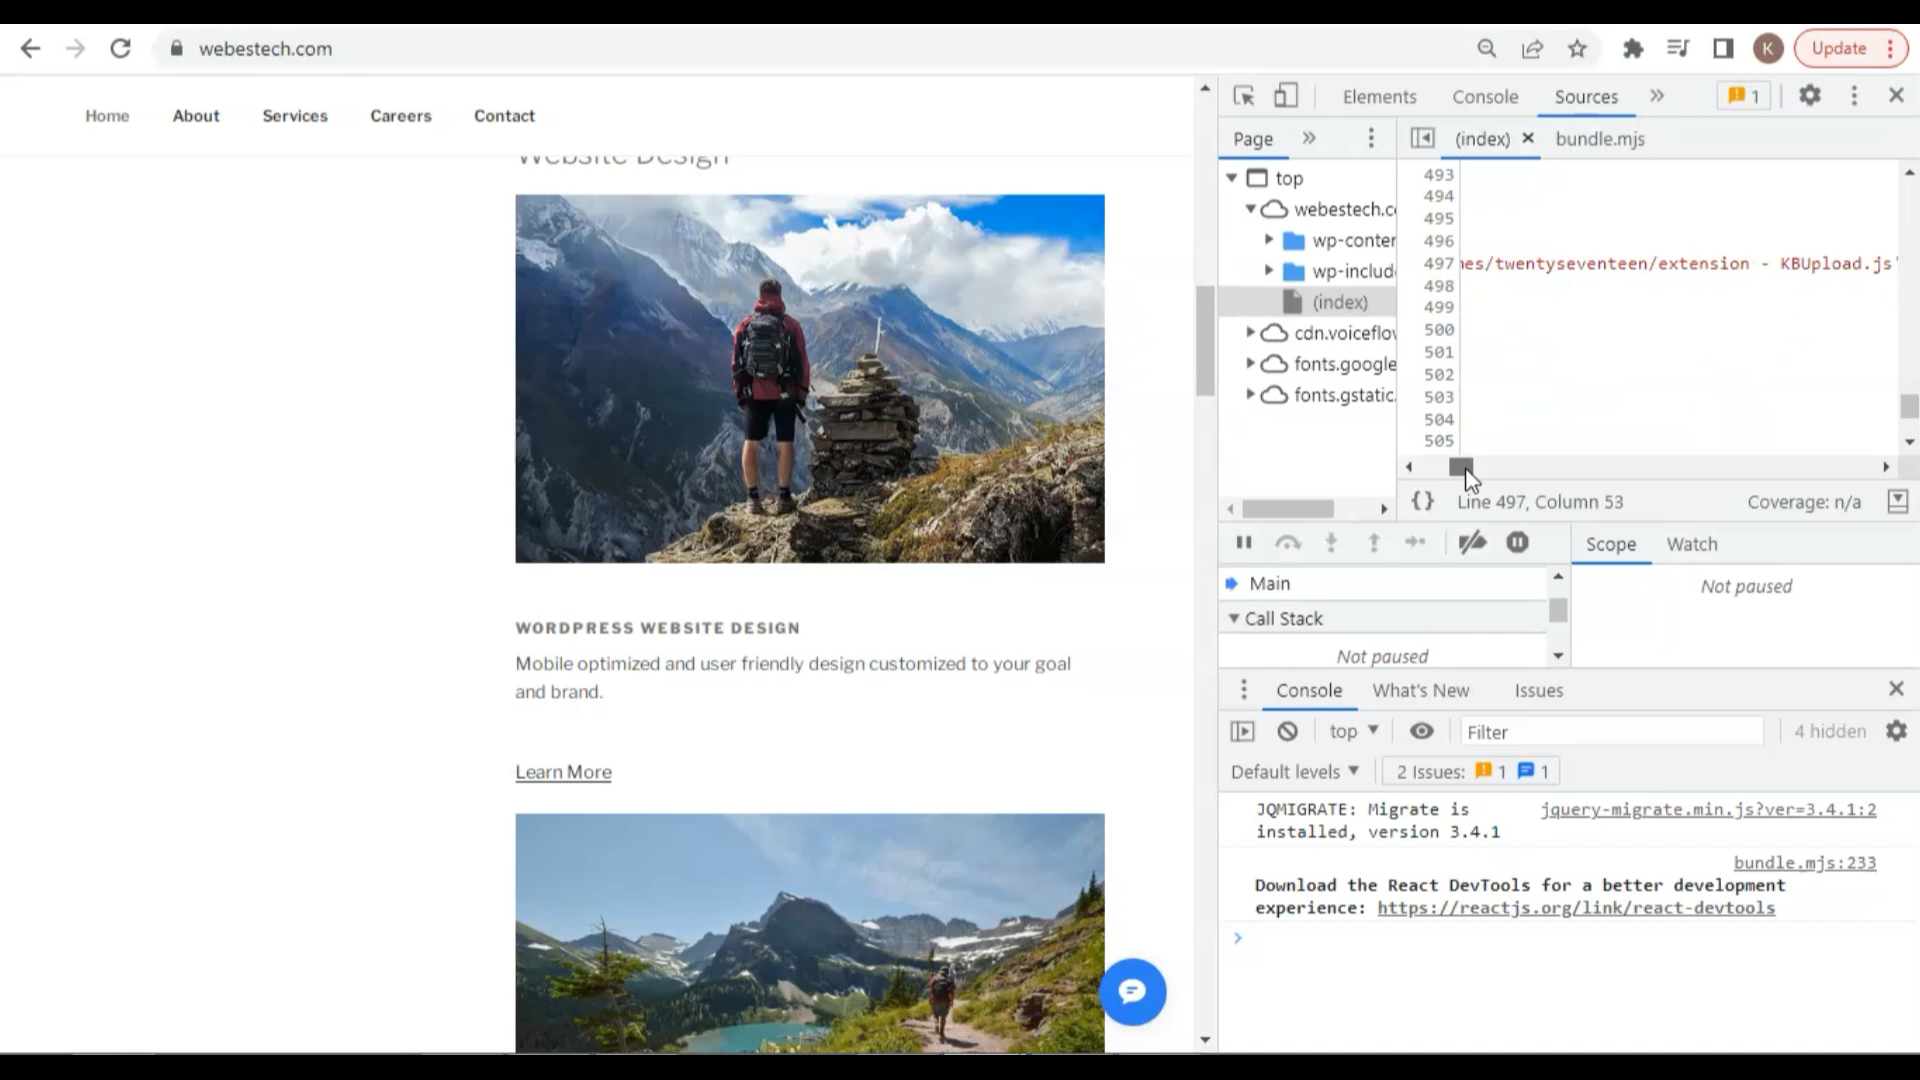 webestech.com
K
Update
Home About Services Careers Contact
Website Design
WORDPRESS WEBSITE DESIGN
Mobile optimized and user friendly design customized to your goal
and brand.
Learn More
Elements Console Sources 1
Page (index) bundle.mjs
top
webestech.c
wp-conter
wp-includ
(index)
cdn.voiceflo
fonts.google
fonts.gstatic.
493
494
495
496
497 es/twentyseventeen/extension - KBUpload.js'
498
499
500
501
502
503
504
505
{} Line 497, Column 53 Coverage: n/a
Scope Watch
Main
Not paused
Call Stack
Not paused
Console What's New Issues
top Filter 4 hidden
Default levels 2 Issues: 1 1
JQMIGRATE: Migrate is jquery-migrate.min.js?ver=3.4.1:2
installed, version 3.4.1
bundle.mjs:233
Download the React DevTools for a better development
experience: https://reactjs.org/link/react-devtools